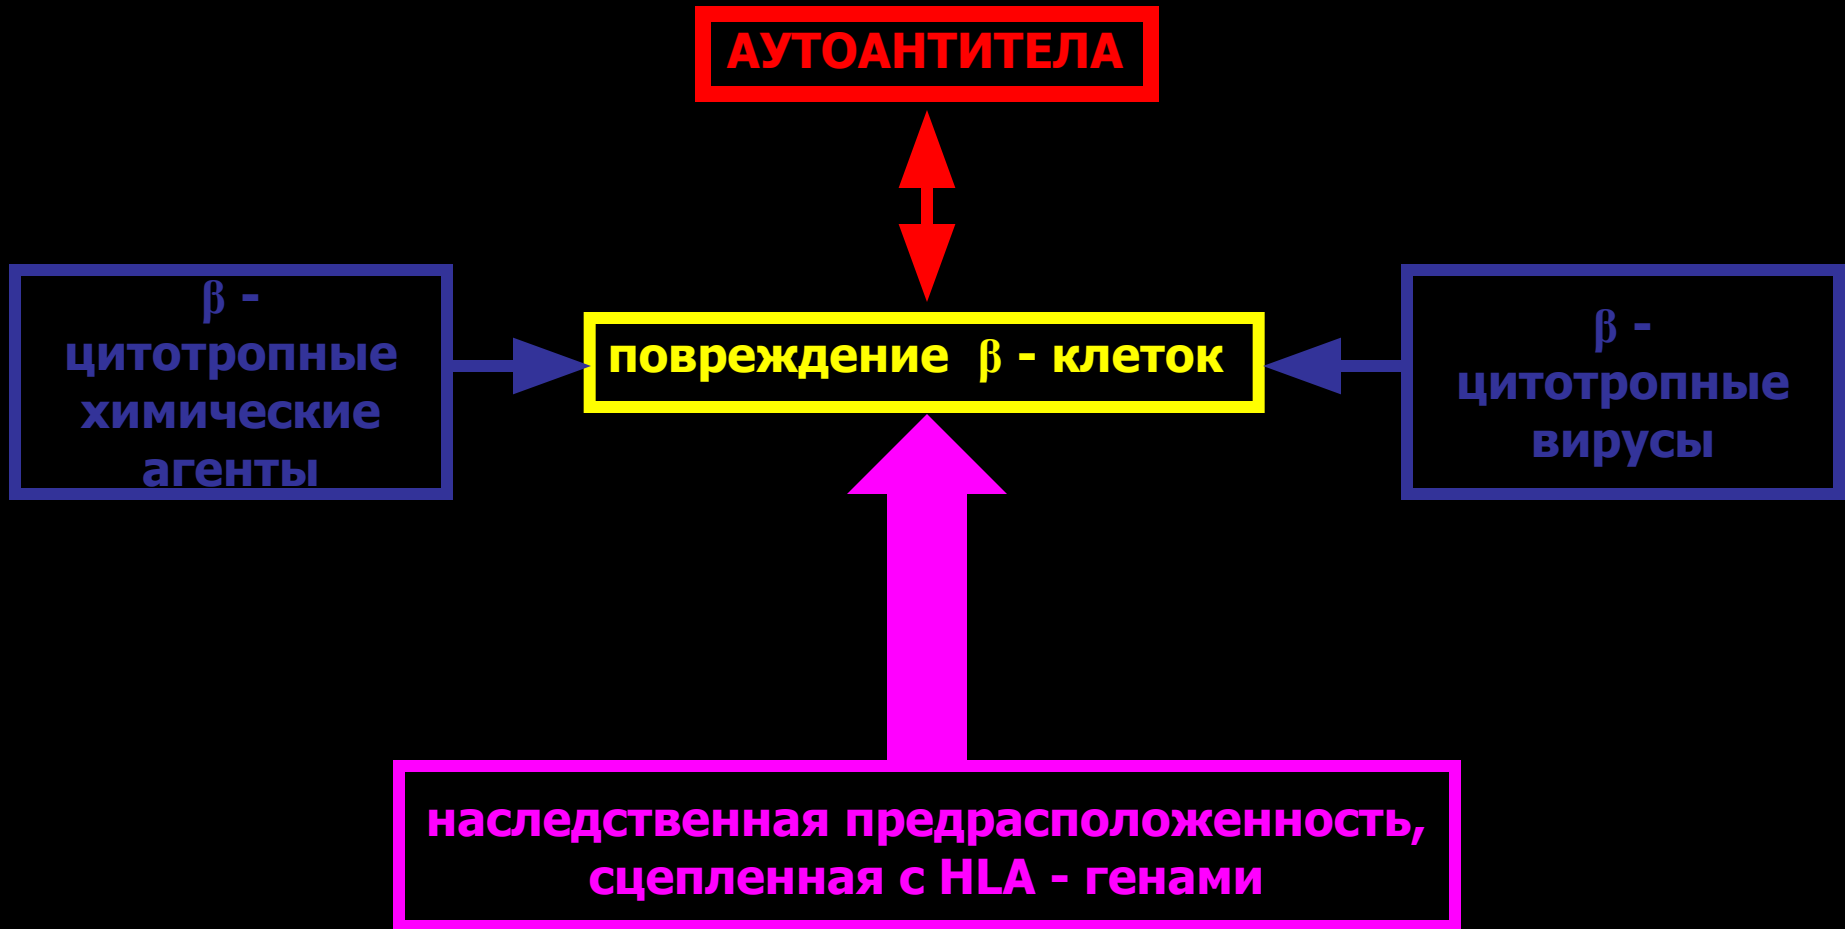 АУТОАНТИТЕЛА
β -
цитотропные
химические
агенты
повреждение β - клеток
β -
цитотропные
вирусы
наследственная предрасположенность,
сцепленная с HLA - генами